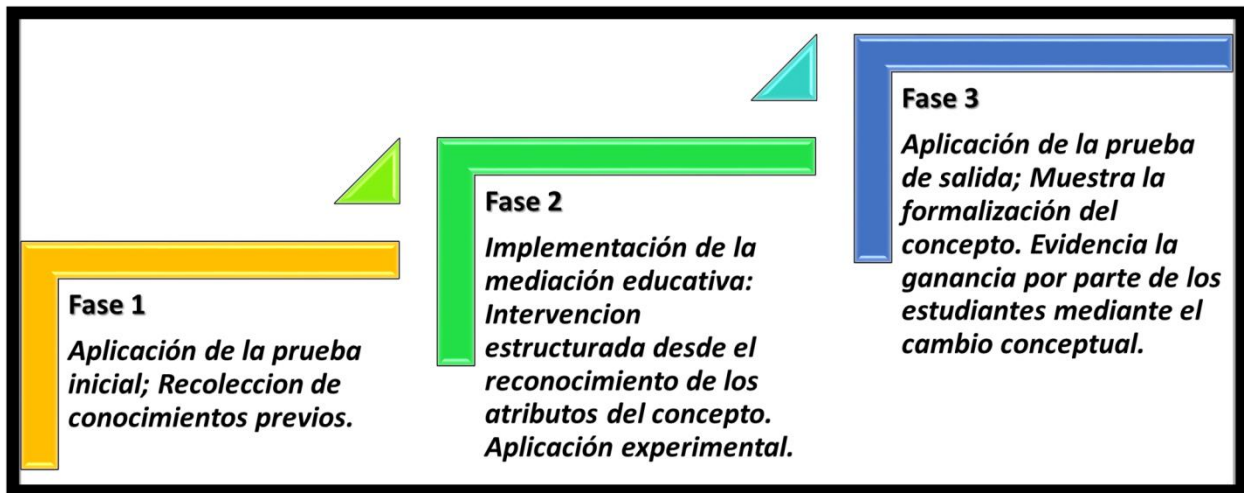 Fase 1
Aplicación de la prueba
inicial; Recoleccion de
conocimientos previos.
Fase 2
Implementación de la
mediación educativa:
Intervencion
estructurada desde el
reconocimiento de los
atributos del concepto.
Aplicación experimental.
Fase 3
Aplicación de la prueba
de salida; Muestra la
formalización del
concepto. Evidencia la
ganancia por parte de los
estudiantes mediante el
cambio conceptual.